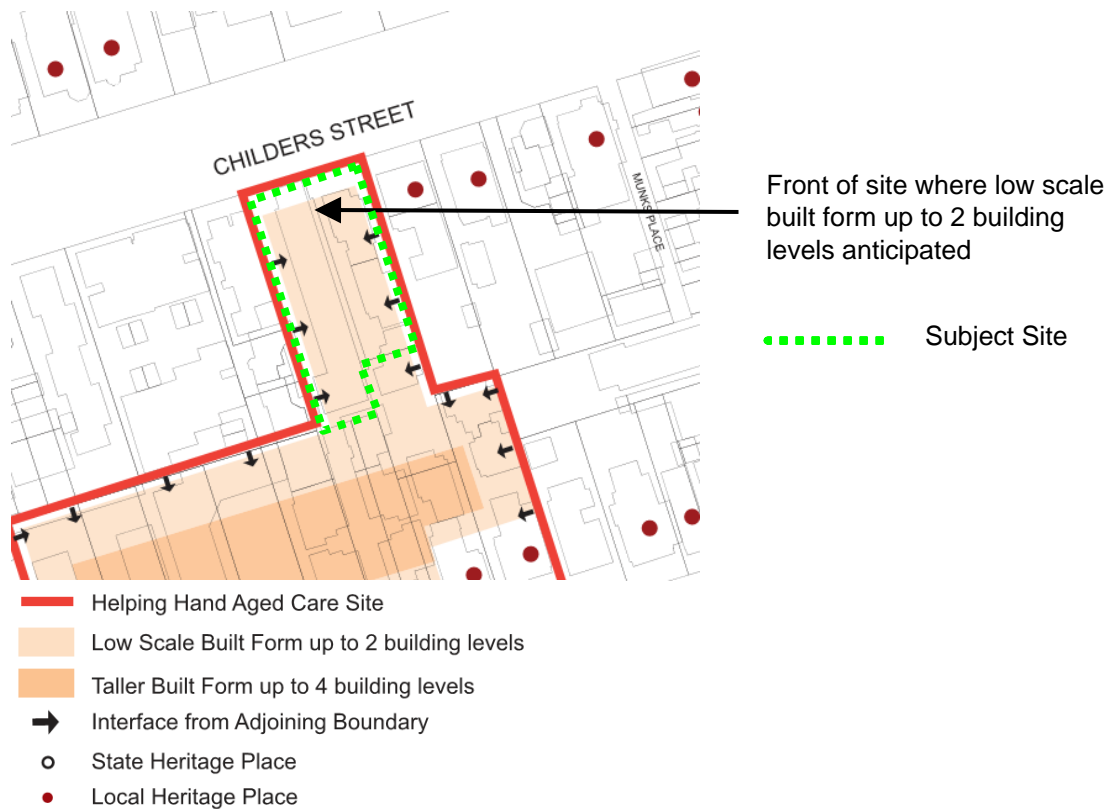 CHILDERS STREET
MUNKS PLACE
Front of site where low scale
built form up to 2 building
levels anticipated
Subject Site
Helping Hand Aged Care Site
Low Scale Built Form up to 2 building levels
Taller Built Form up to 4 building levels
Interface from Adjoining Boundary
State Heritage Place
Local Heritage Place